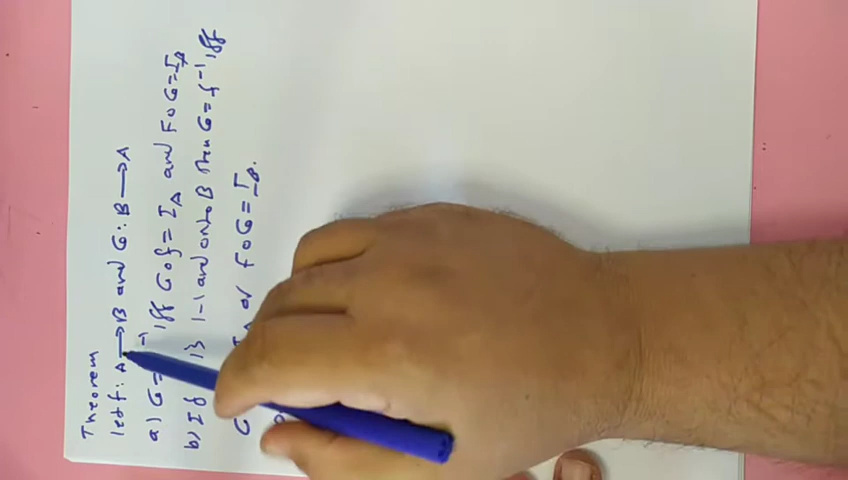 Theorem
let f: A → B and G: B → A
a) G = ⁻¹ iff G o f = I_A and F o G = I_B
b) If is 1-1 and onto B then G = f⁻¹ iff
G I_A or F o G = I_B.